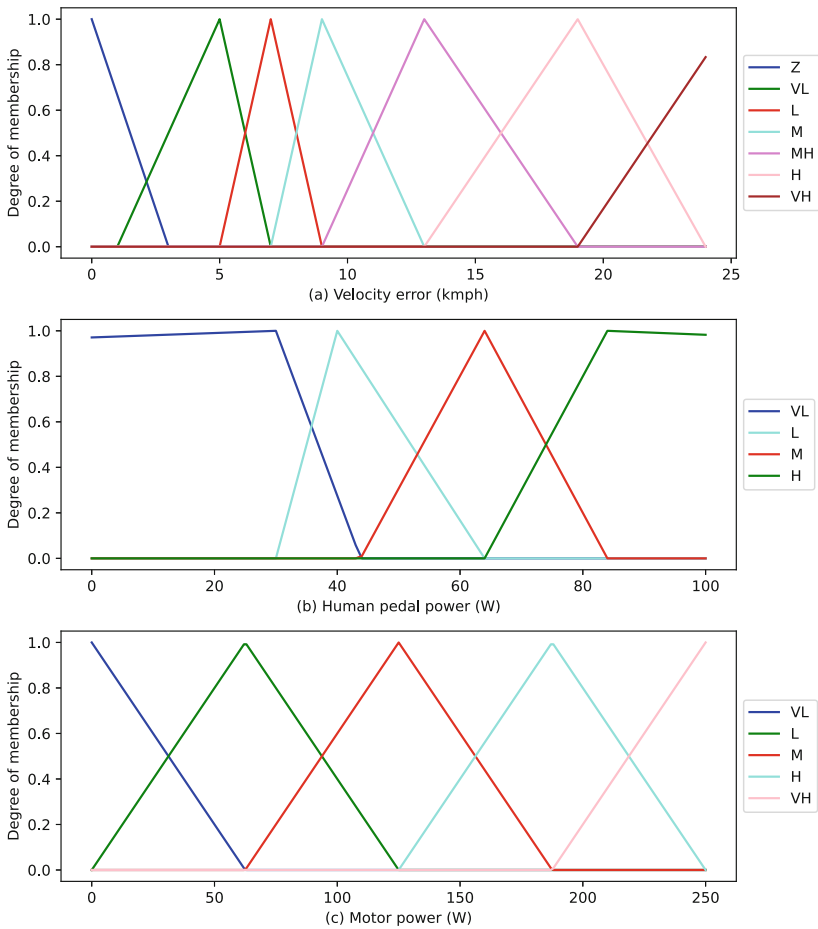 Degree of membership
1.0
0.8
0.6
0.4
0.2
0.0
0 5 10 15 20 25
(a) Velocity error (kmph)
Z
VL
L
M
MH
H
VH
Degree of membership
1.0
0.8
0.6
0.4
0.2
0.0
0 20 40 60 80 100
(b) Human pedal power (W)
VL
L
M
H
Degree of membership
1.0
0.8
0.6
0.4
0.2
0.0
0 50 100 150 200 250
(c) Motor power (W)
VL
L
M
H
VH